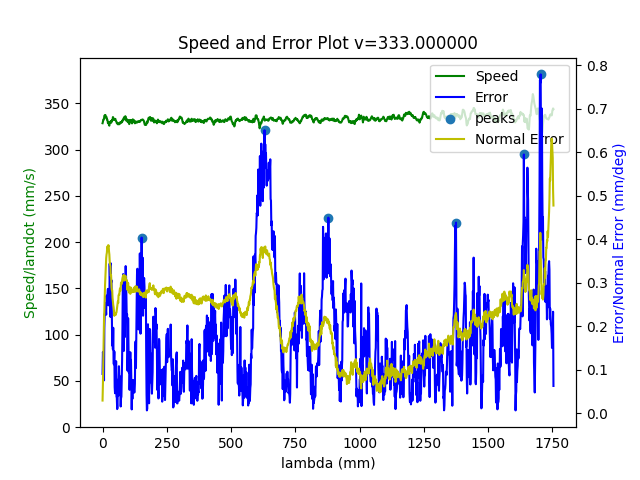 Speed and Error Plot v=333.000000
Speed
Error
peaks
Normal Error
Speed/lamdot (mm/s)
350
300
250
200
150
100
50
0
0.8
0.7
0.6
0.5
0.4
0.3
0.2
0.1
0.0
Error/Normal Error (mm/deg)
0 250 500 750 1000 1250 1500 1750
lambda (mm)